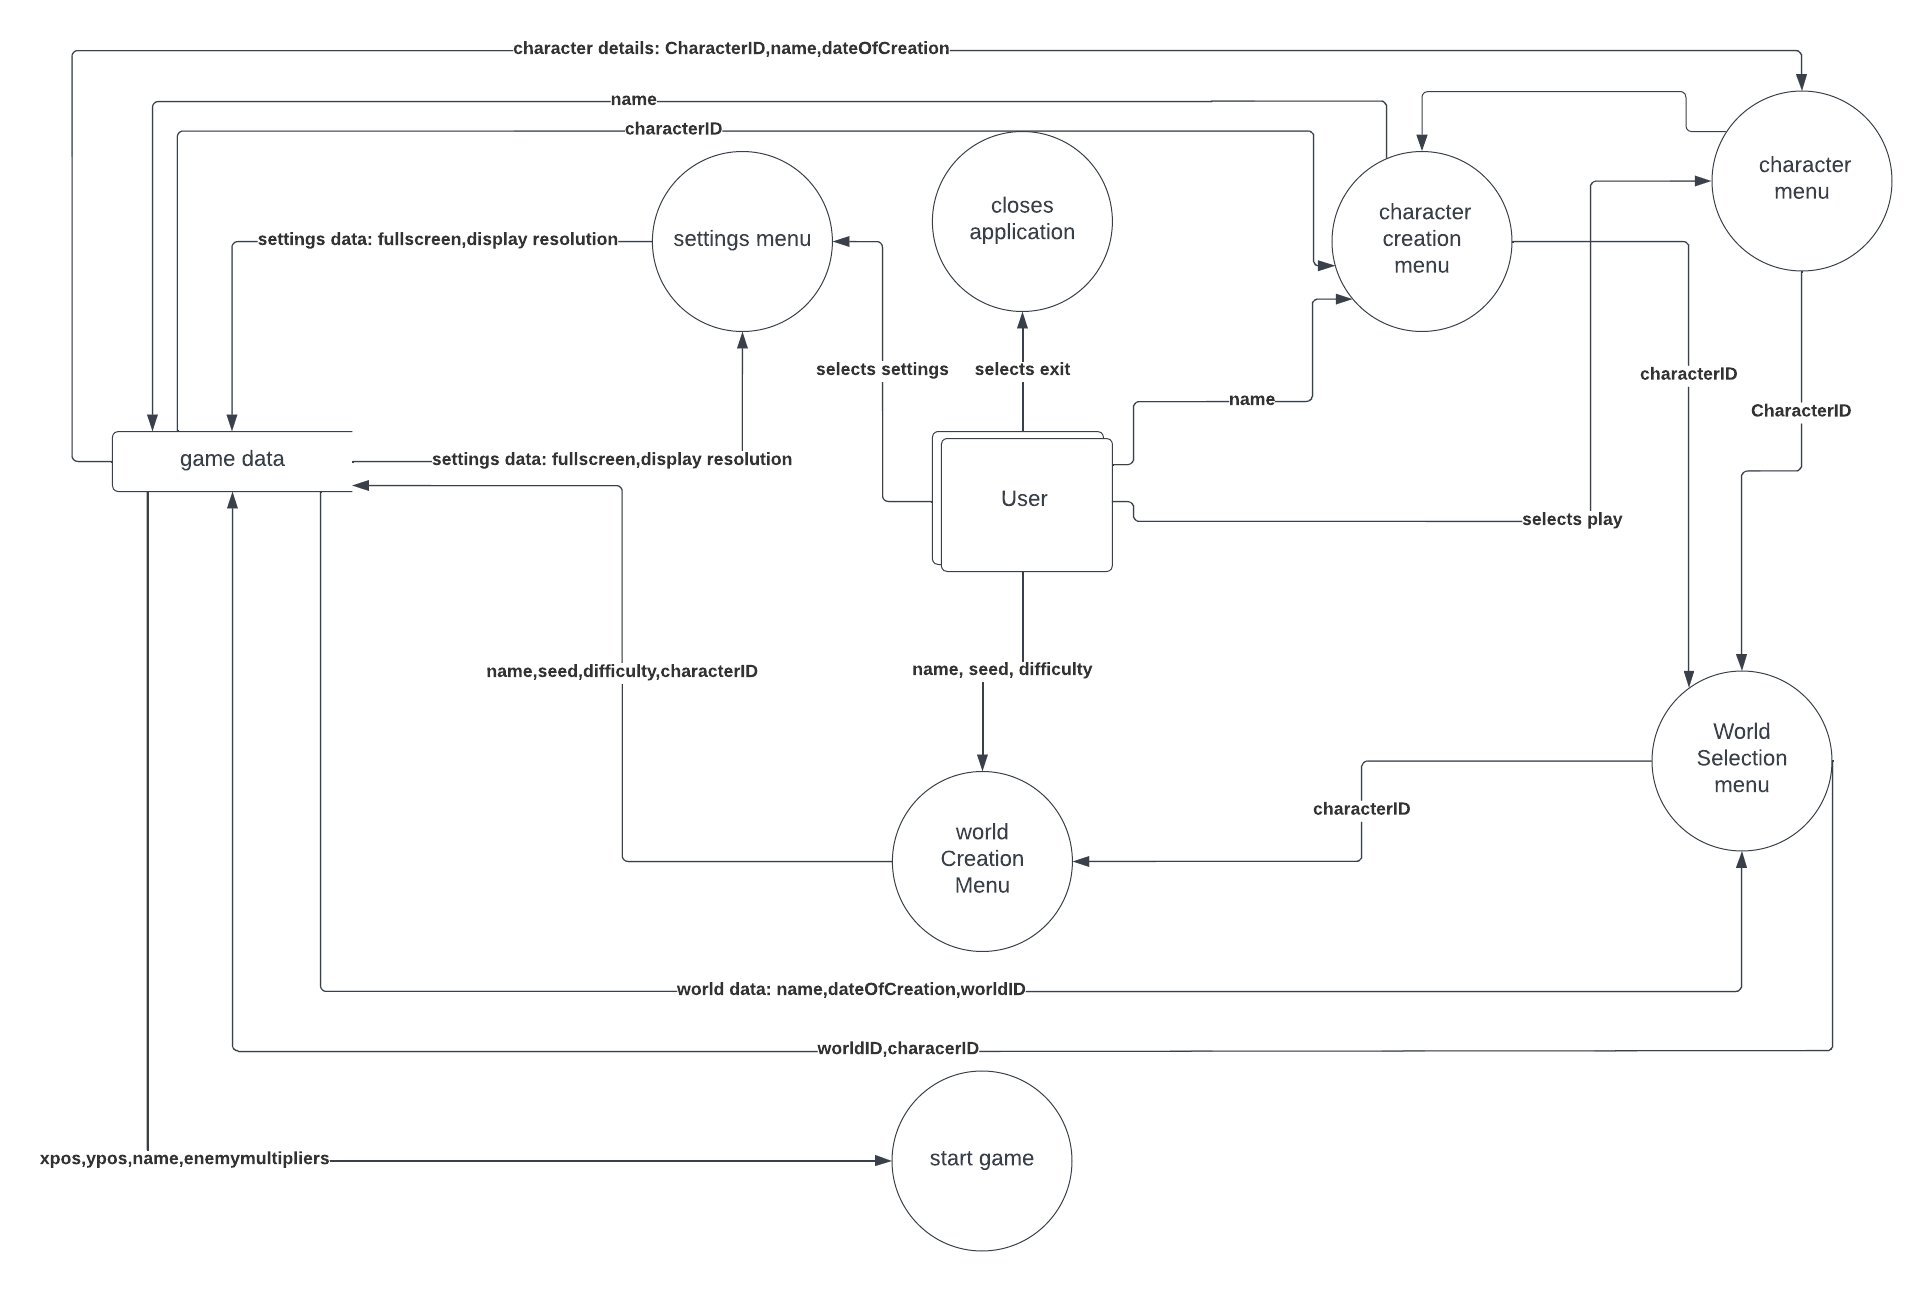 character details: CharacterID,name,dateOfCreation
name
characterID
character
menu
closes
application
character
creation
menu
settings data: fullscreen,display resolution
settings menu
selects settings
selects exit
characterID
name
CharacterID
game data
settings data: fullscreen,display resolution
User
selects play
name,seed,difficulty,characterID
name, seed, difficulty
World
Selection
menu
characterID
world
Creation
Menu
world data: name,dateOfCreation,worldID
worldID,characerID
xpos,ypos,name,enemymultipliers
start game